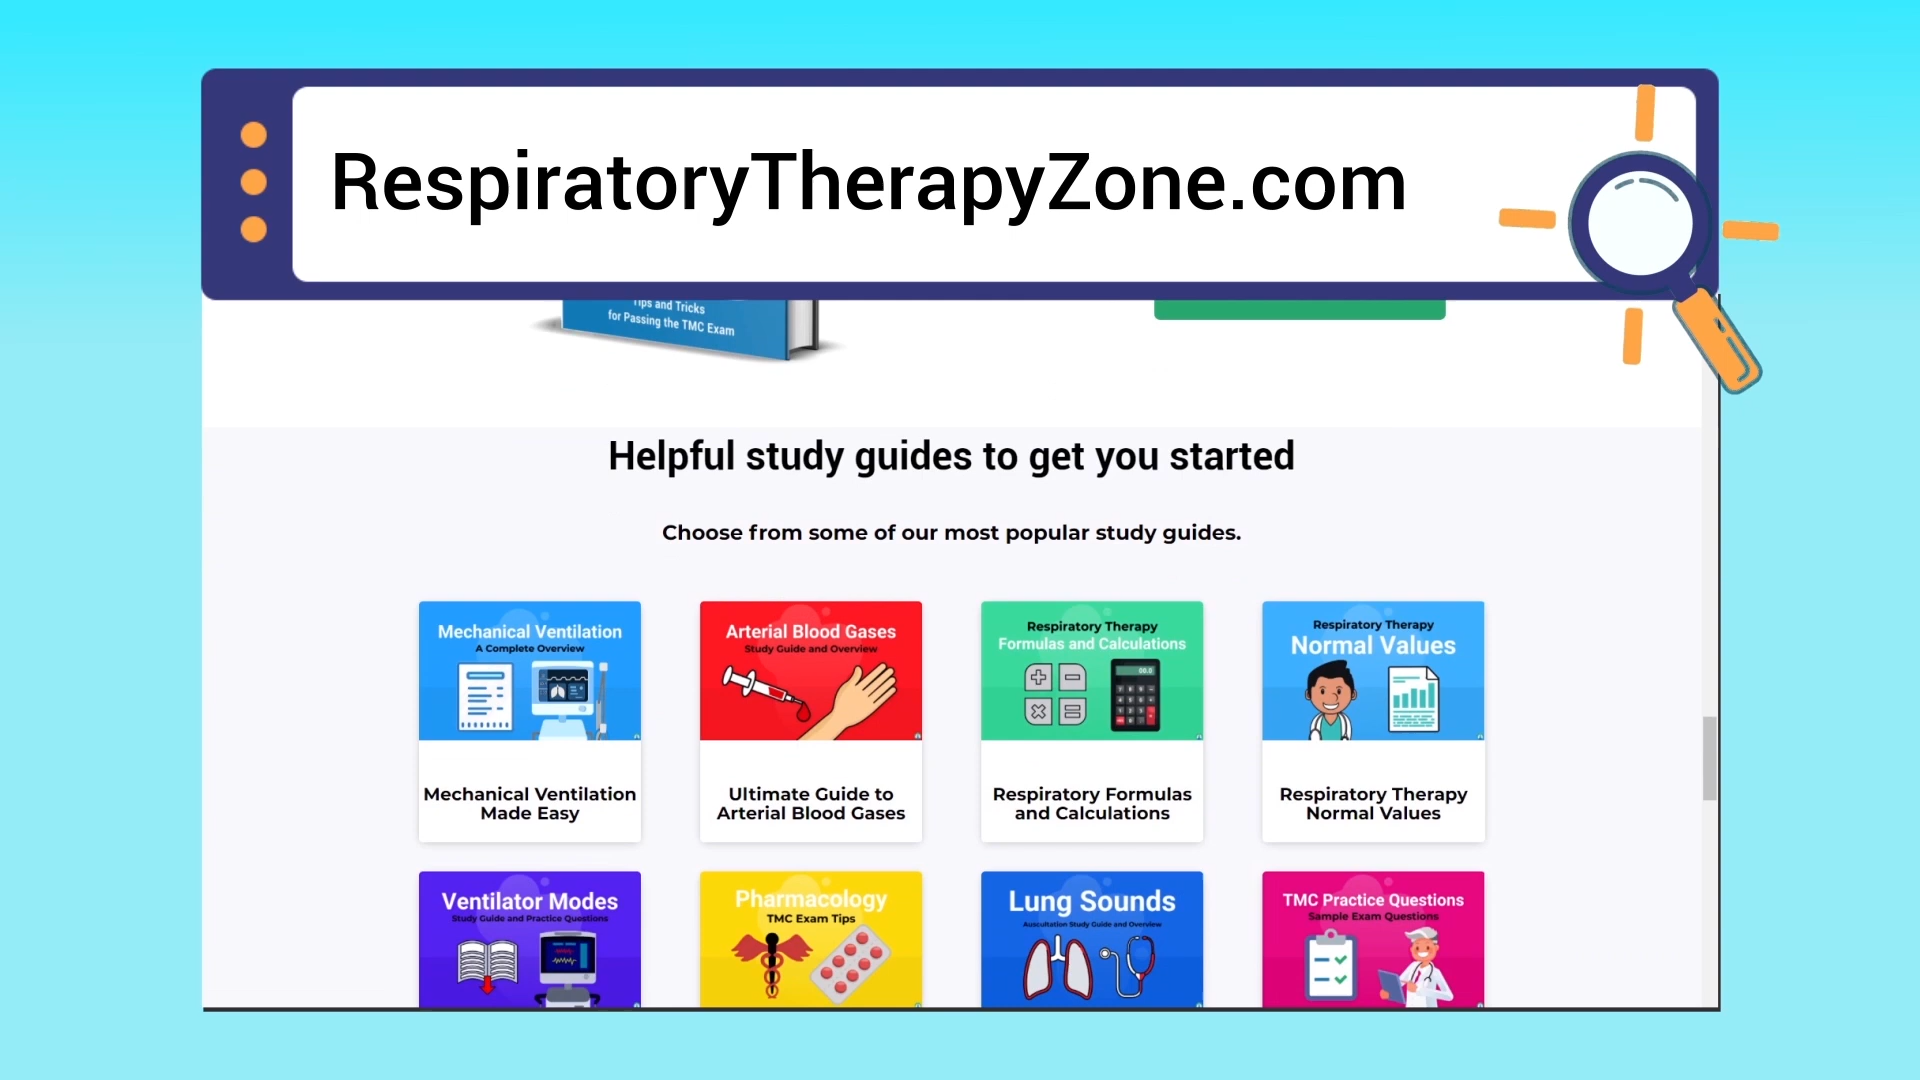 RespiratoryTherapyZone.com
Tips and Tricks
for Passing the TMC Exam
Helpful study guides to get you started
Choose from some of our most popular study guides.
Mechanical Ventilation
A Complete Overview
Arterial Blood Gases
Study Guide and Overview
Respiratory Therapy
Formulas and Calculations
00.0
Respiratory Therapy
Normal Values
Mechanical Ventilation
Made Easy
Ultimate Guide to
Arterial Blood Gases
Respiratory Formulas
and Calculations
Respiratory Therapy
Normal Values
Ventilator Modes
Study Guide and Practice Questions
Pharmacology
TMC Exam Tips
Lung Sounds
Auscultation Study Guide and Overview
TMC Practice Questions
Sample Exam Questions